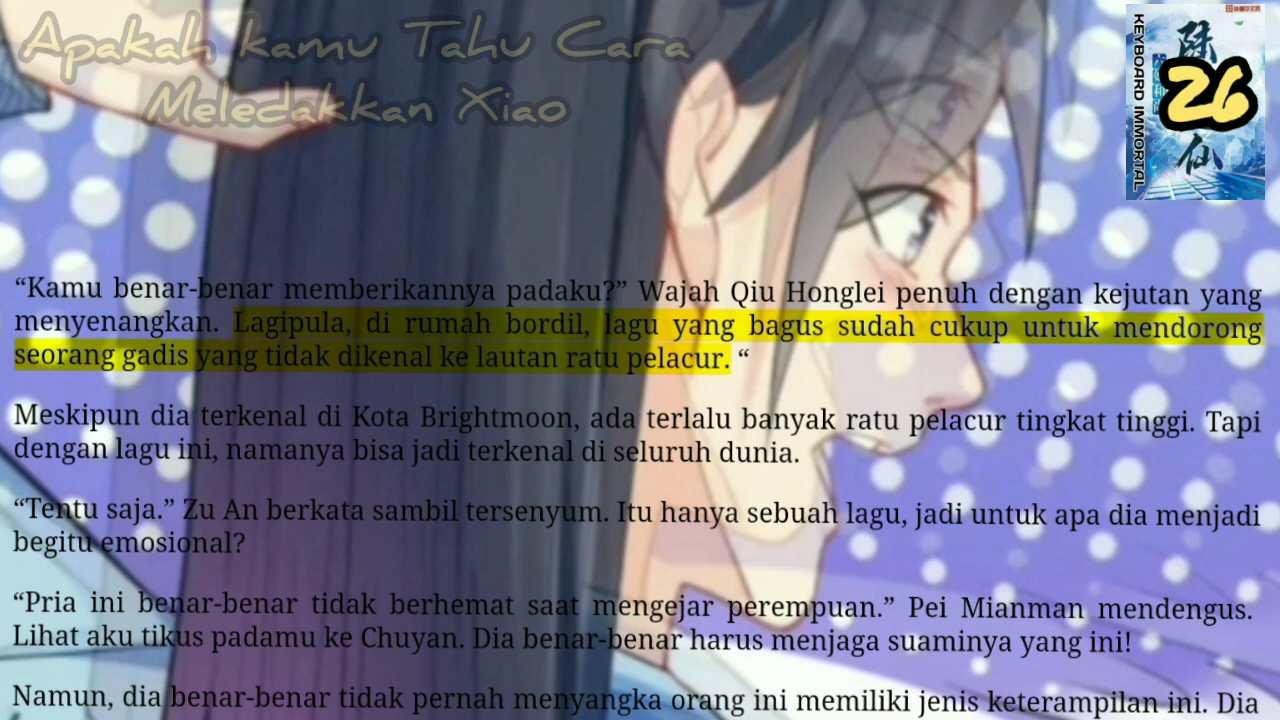 Apakah kamu Tahu Cara
Meledakkan Xiao
KEYBOARD IMMORTAL
26
仙
“Kamu benar-benar memberikannya padaku?” Wajah Qiu Honglei penuh dengan kejutan yang
menyenangkan. Lagipula, di rumah bordil, lagu yang bagus sudah cukup untuk mendorong
seorang gadis yang tidak dikenal ke lautan ratu pelacur. “
Meskipun dia terkenal di Kota Brightmoon, ada terlalu banyak ratu pelacur tingkat tinggi. Tapi
dengan lagu ini, namanya bisa jadi terkenal di seluruh dunia.
“Tentu saja.” Zu An berkata sambil tersenyum. Itu hanya sebuah lagu, jadi untuk apa dia menjadi
begitu emosional?
“Pria ini benar-benar tidak berhemat saat mengejar perempuan.” Pei Mianman mendengus.
Lihat aku tikus padamu ke Chuyan. Dia benar-benar harus menjaga suaminya yang ini!
Namun, dia benar-benar tidak pernah menyangka orang ini memiliki jenis keterampilan ini. Dia